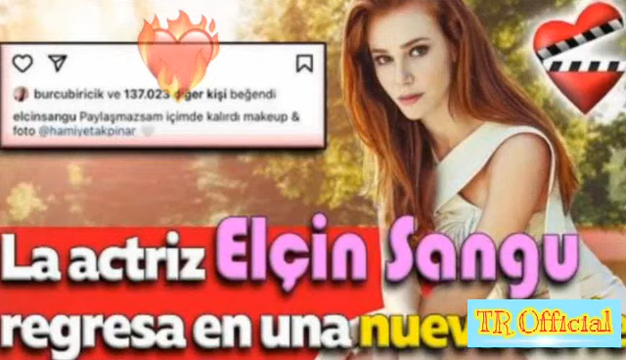 burcubiricik ve 137.023 diğer kişi beğendi
elcinsangu Paylaşmazsam içimde kalırdı makeup &
foto @hamiyetakpinar
La actriz Elçin Sangu
regresa en una
TR Official